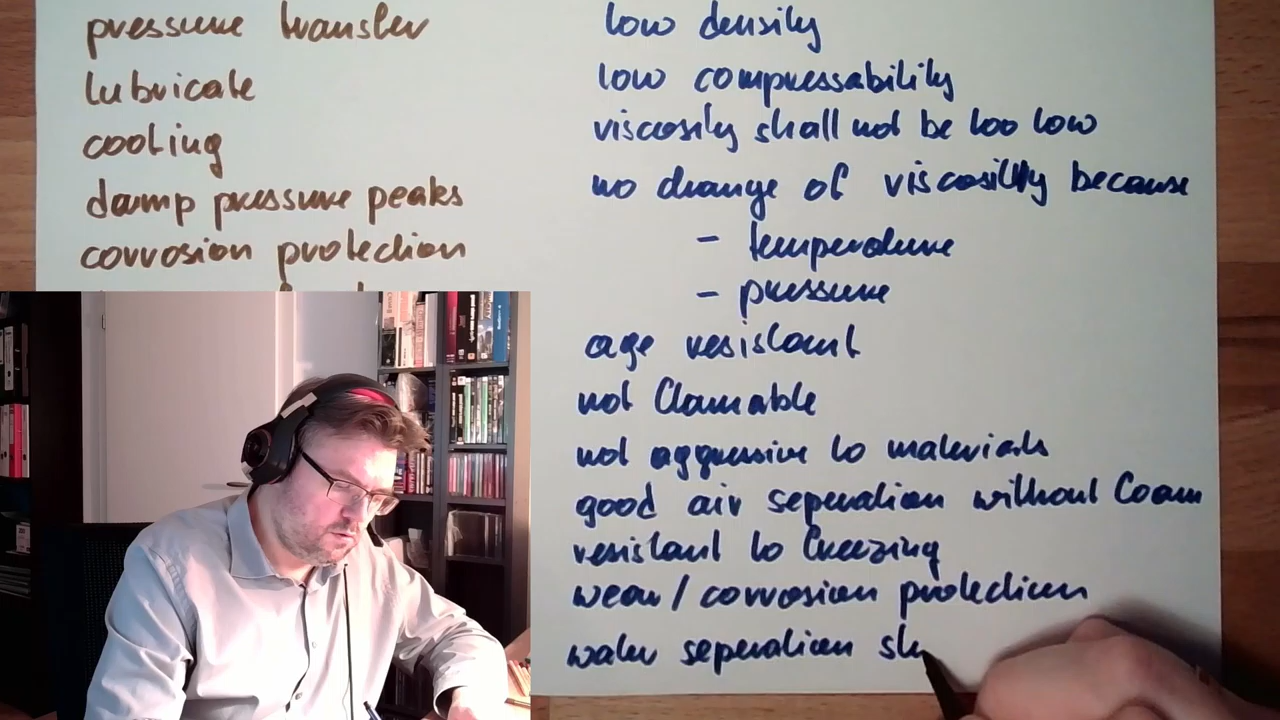 pressure transfer
lubricate
cooling
damp pressure peaks
corrosion protection
low density
low compressability
viscosity shall not be too low
no change of viscosity because
- temperature
- pressure
age resistant
not flamable
not aggressive to materials
good air seperation without foam
resistant to freezing
wear / corrosion protection
water seperation sh